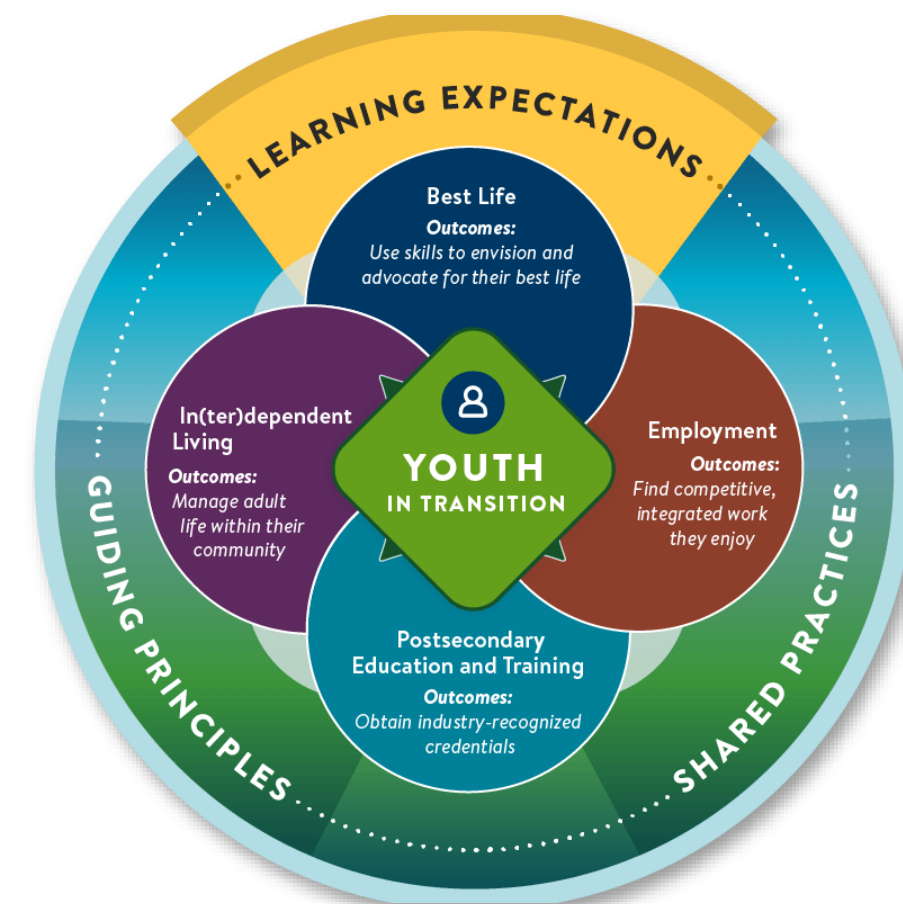 LEARNING EXPECTATIONS
Best Life
Outcomes:
Use skills to envision and
advocate for their best life
In(ter)dependent
Living
Outcomes:
Manage adult
life within their
community
YOUTH
IN TRANSITION
Employment
Outcomes:
Find competitive,
integrated work
they enjoy
Postsecondary
Education and Training
Outcomes:
Obtain industry-recognized
credentials
GUIDING PRINCIPLES
SHARED PRACTICES